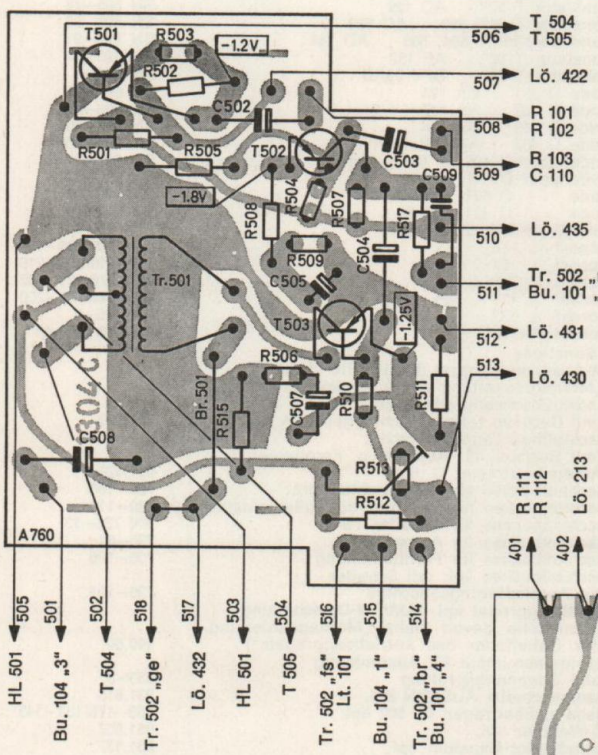 T501
R503
-1.2V
506
T 504
T 505
R502
507
Lö. 422
C502
508
R 101
R 102
R501
R505
T502
C503
509
R 103
C 110
C509
-1.8V
R504
R507
R517
510
Lö. 435
R508
C504
R509
Tr.501
C505
511
Tr. 502 „
Bu. 101 „
T503
-1.25V
512
Lö. 431
R506
513
Lö. 430
Br.501
R510
R511
304C
R515
C507
C508
R513
R512
A760
R 111
R 112
401
Lö. 213
402
505
HL 501
501
Bu. 104 „3"
502
T 504
518
Tr. 502 „ge"
517
Lö. 432
503
HL 501
504
T 505
516
Tr. 502 „fs"
Lt. 101
515
Bu. 104 „1"
514
Tr. 502 „br"
Bu. 101 „4"